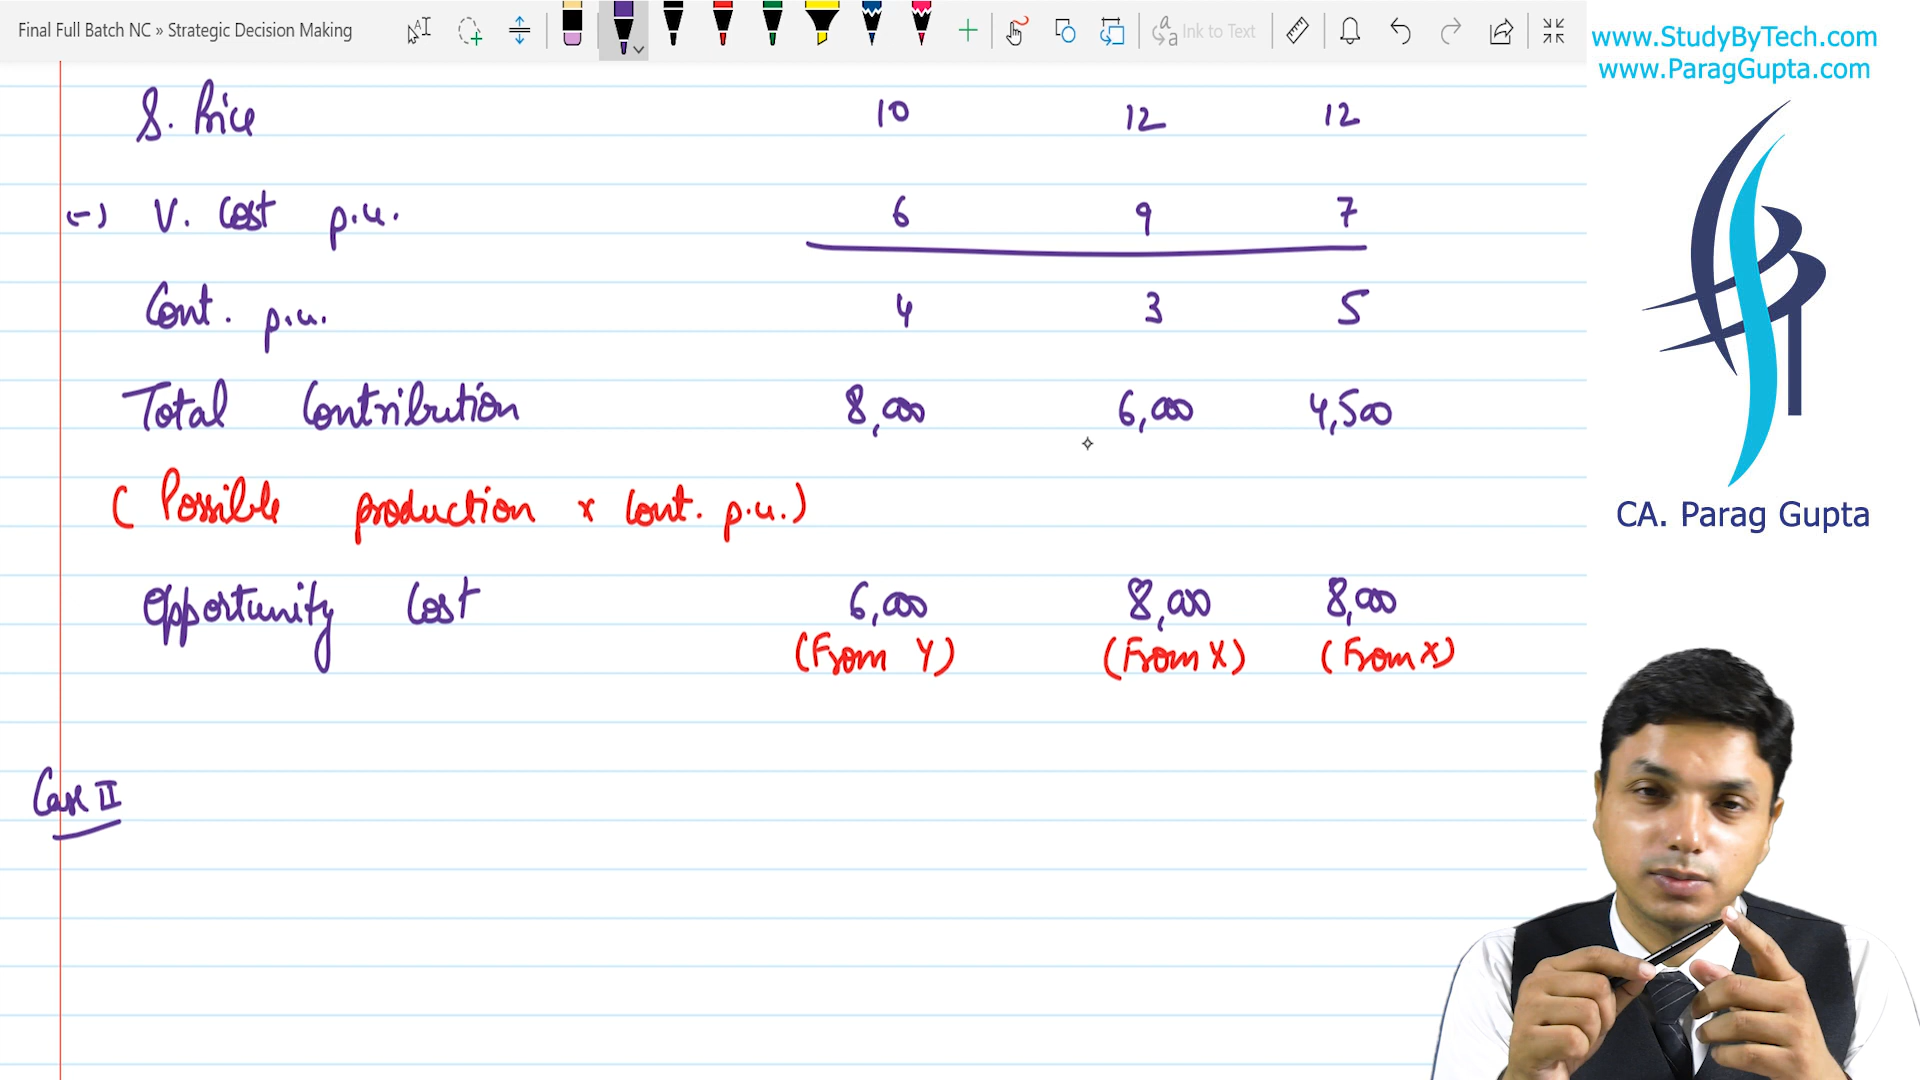 Final Full Batch NC » Strategic Decision Making
Ink to Text
www.StudyByTech.com
www.ParagGupta.com
S. Price 10 12 12
(-) V. Cost p.u. 6 9 7
Cont. p.u. 4 3 5
Total Contribution 8,000 6,000 4,500
( Possible production x Cont. p.u.)
CA. Parag Gupta
Opportunity Cost 6,000 8,000 8,000
(From Y) (From X) (From X)
Case II